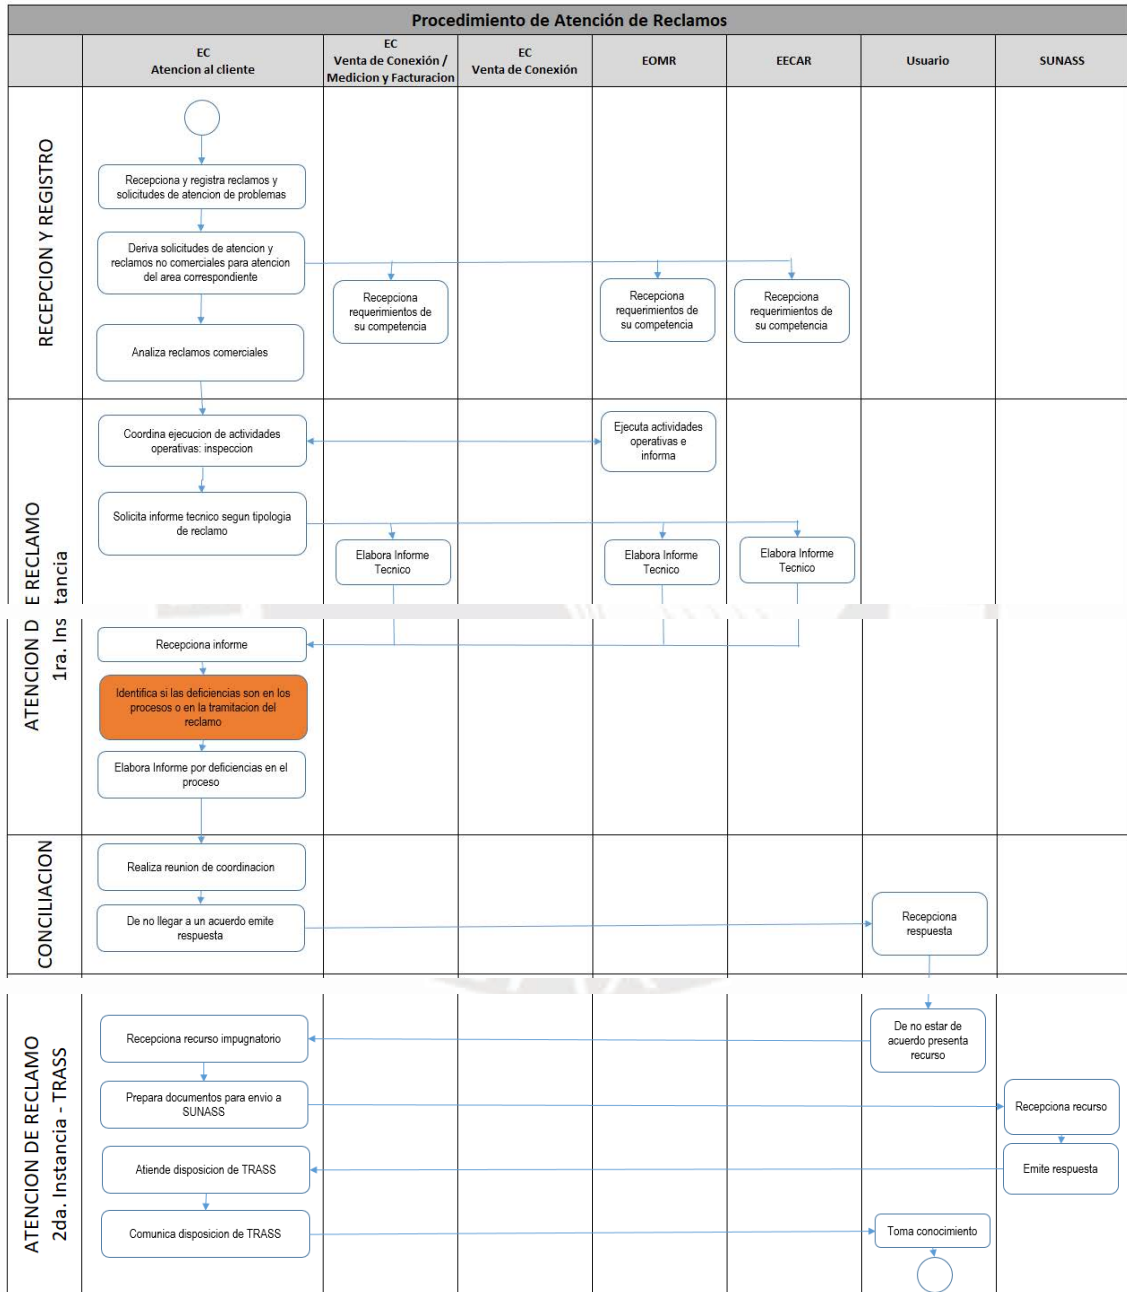 Procedimiento de Atención de Reclamos
EC
Atencion al cliente
EC
Venta de Conexión /
Medicion y Facturacion
EC
Venta de Conexión
EOMR
EECAR
Usuario
SUNASS
RECEPCION Y REGISTRO
Recepciona y registra reclamos y
solicitudes de atencion de problemas
Deriva solicitudes de atencion y
reclamos no comerciales para atencion
del area correspondiente
Recepciona
requerimientos de
su competencia
Recepciona
requerimientos de
su competencia
Recepciona
requerimientos de
su competencia
Analiza reclamos comerciales
ATENCION D E RECLAMO
1ra. Ins tancia
Coordina ejecucion de actividades
operativas: inspeccion
Ejecuta actividades
operativas e
informa
Solicita informe tecnico segun tipologia
de reclamo
Elabora Informe
Tecnico
Elabora Informe
Tecnico
Elabora Informe
Tecnico
Recepciona informe
Identifica si las deficiencias son en los
procesos o en la tramitacion del
reclamo
Elabora Informe por deficiencias en el
proceso
CONCILIACION
Realiza reunion de coordinacion
De no llegar a un acuerdo emite
respuesta
Recepciona
respuesta
ATENCION DE RECLAMO
2da. Instancia - TRASS
De no estar de
acuerdo presenta
recurso
Recepciona recurso impugnatorio
Prepara documentos para envio a
SUNASS
Recepciona recurso
Emite respuesta
Atiende disposicion de TRASS
Comunica disposicion de TRASS
Toma conocimiento